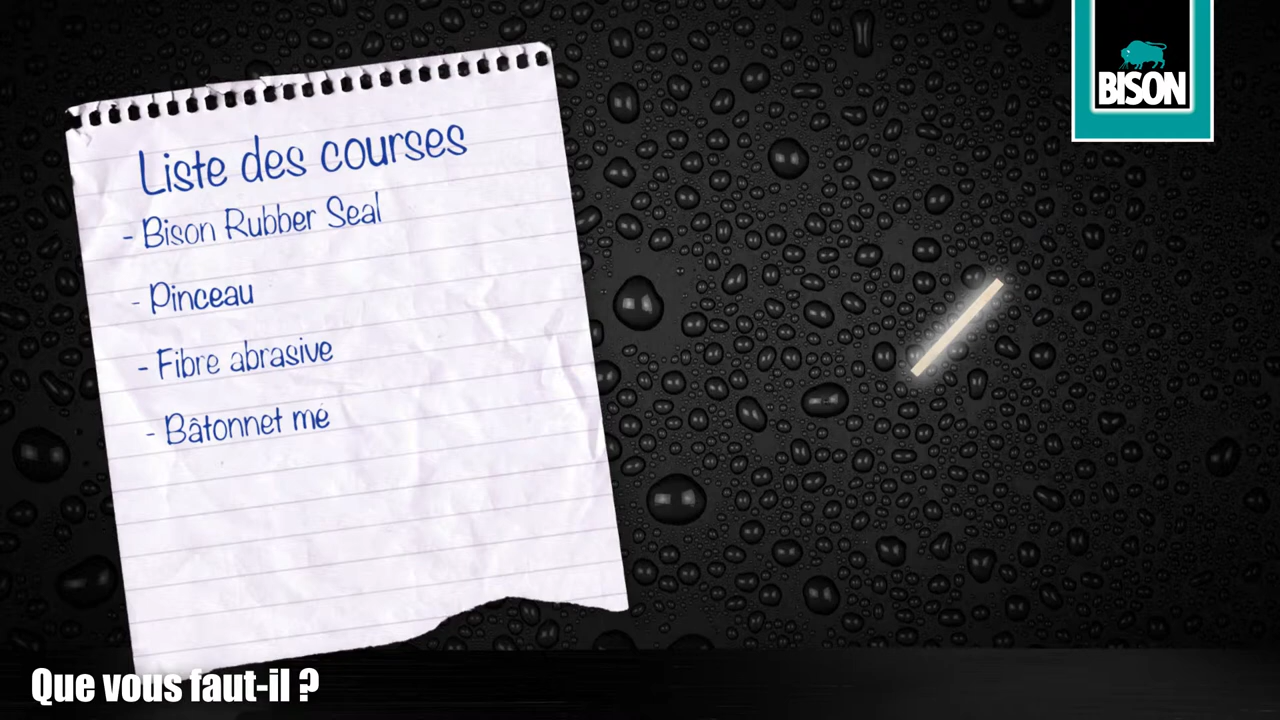 Liste des courses
- Bison Rubber Seal
- Pinceau
- Fibre abrasive
- Bâtonnet mé
BISON
Que vous faut-il ?